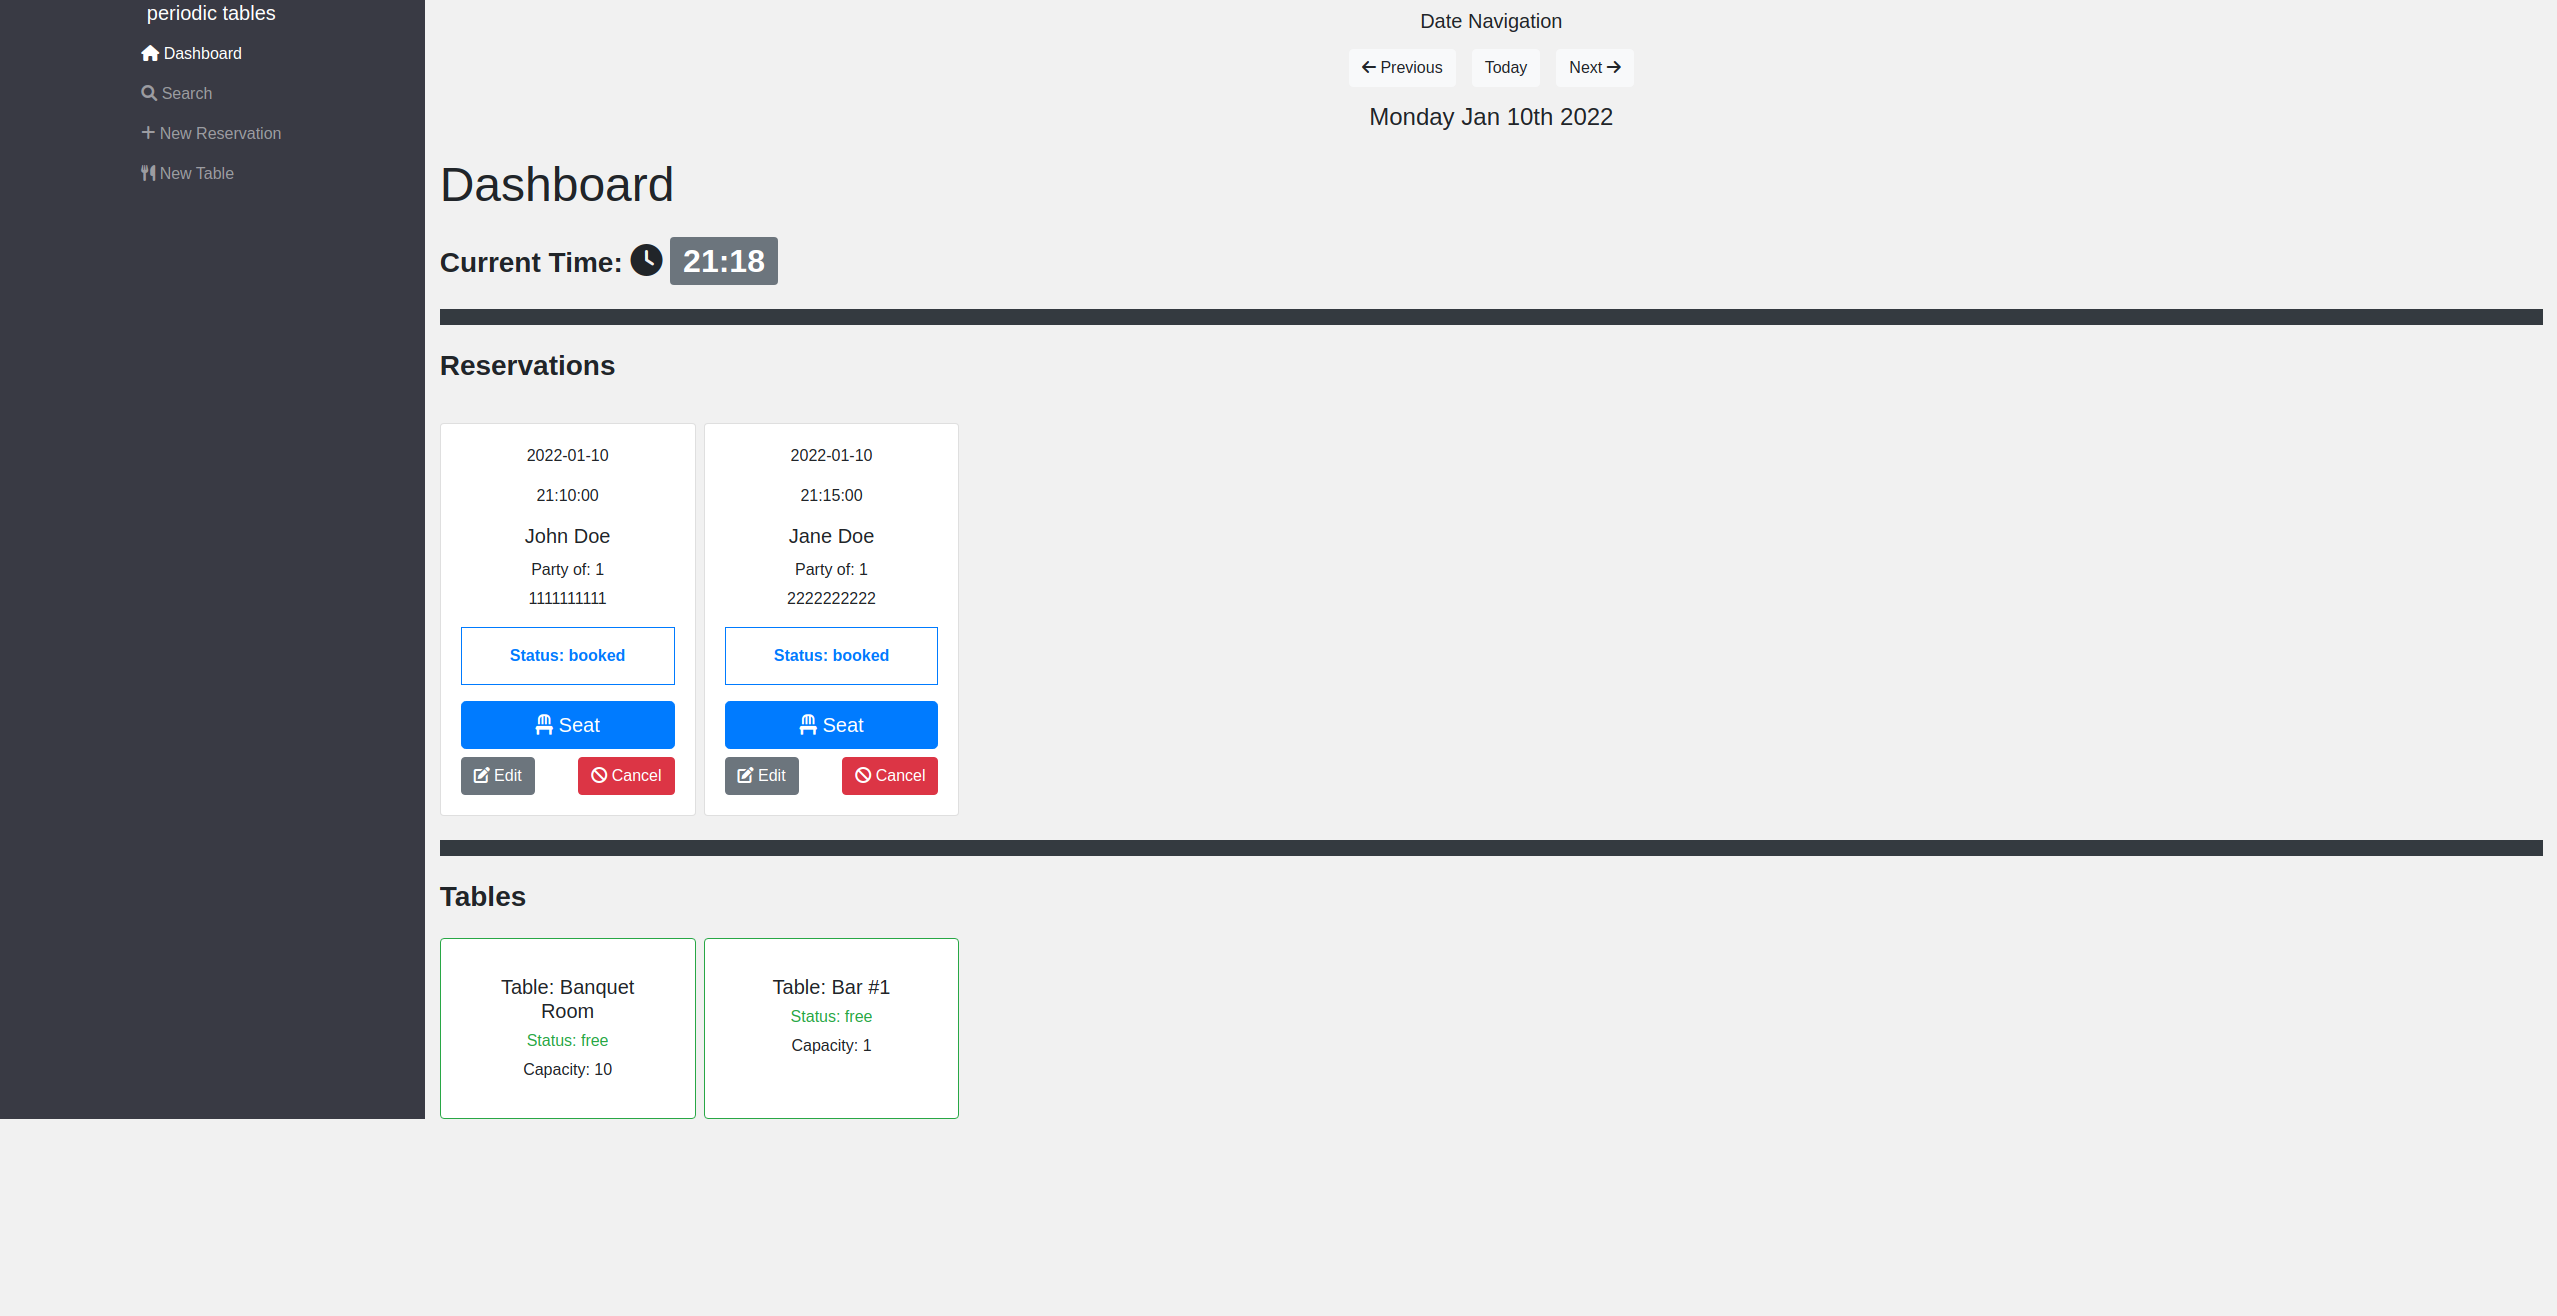 periodic tables
Dashboard
Search
New Reservation
New Table
Date Navigation
Previous
Today
Next
Monday Jan 10th 2022
Dashboard
Current Time: 21:18
Reservations
2022-01-10
21:10:00
John Doe
Party of: 1
1111111111
Status: booked
Seat
Edit
Cancel
2022-01-10
21:15:00
Jane Doe
Party of: 1
2222222222
Status: booked
Seat
Edit
Cancel
Tables
Table: Banquet
Room
Status: free
Capacity: 10
Table: Bar #1
Status: free
Capacity: 1